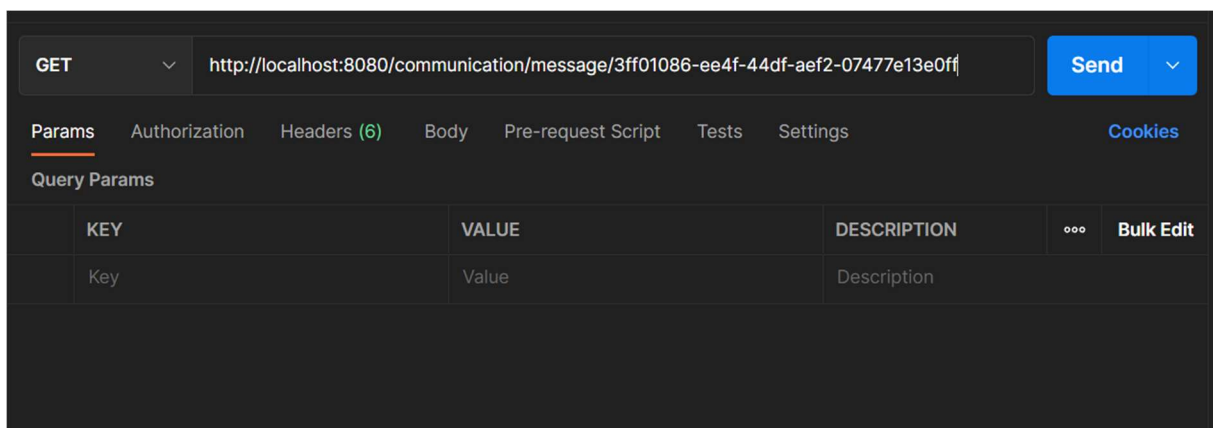 GET http://localhost:8080/communication/message/3ff01086-ee4f-44df-aef2-07477e13e0ff Send
Params Authorization Headers (6) Body Pre-request Script Tests Settings Cookies
Query Params
KEY VALUE DESCRIPTION ooo Bulk Edit
Key Value Description